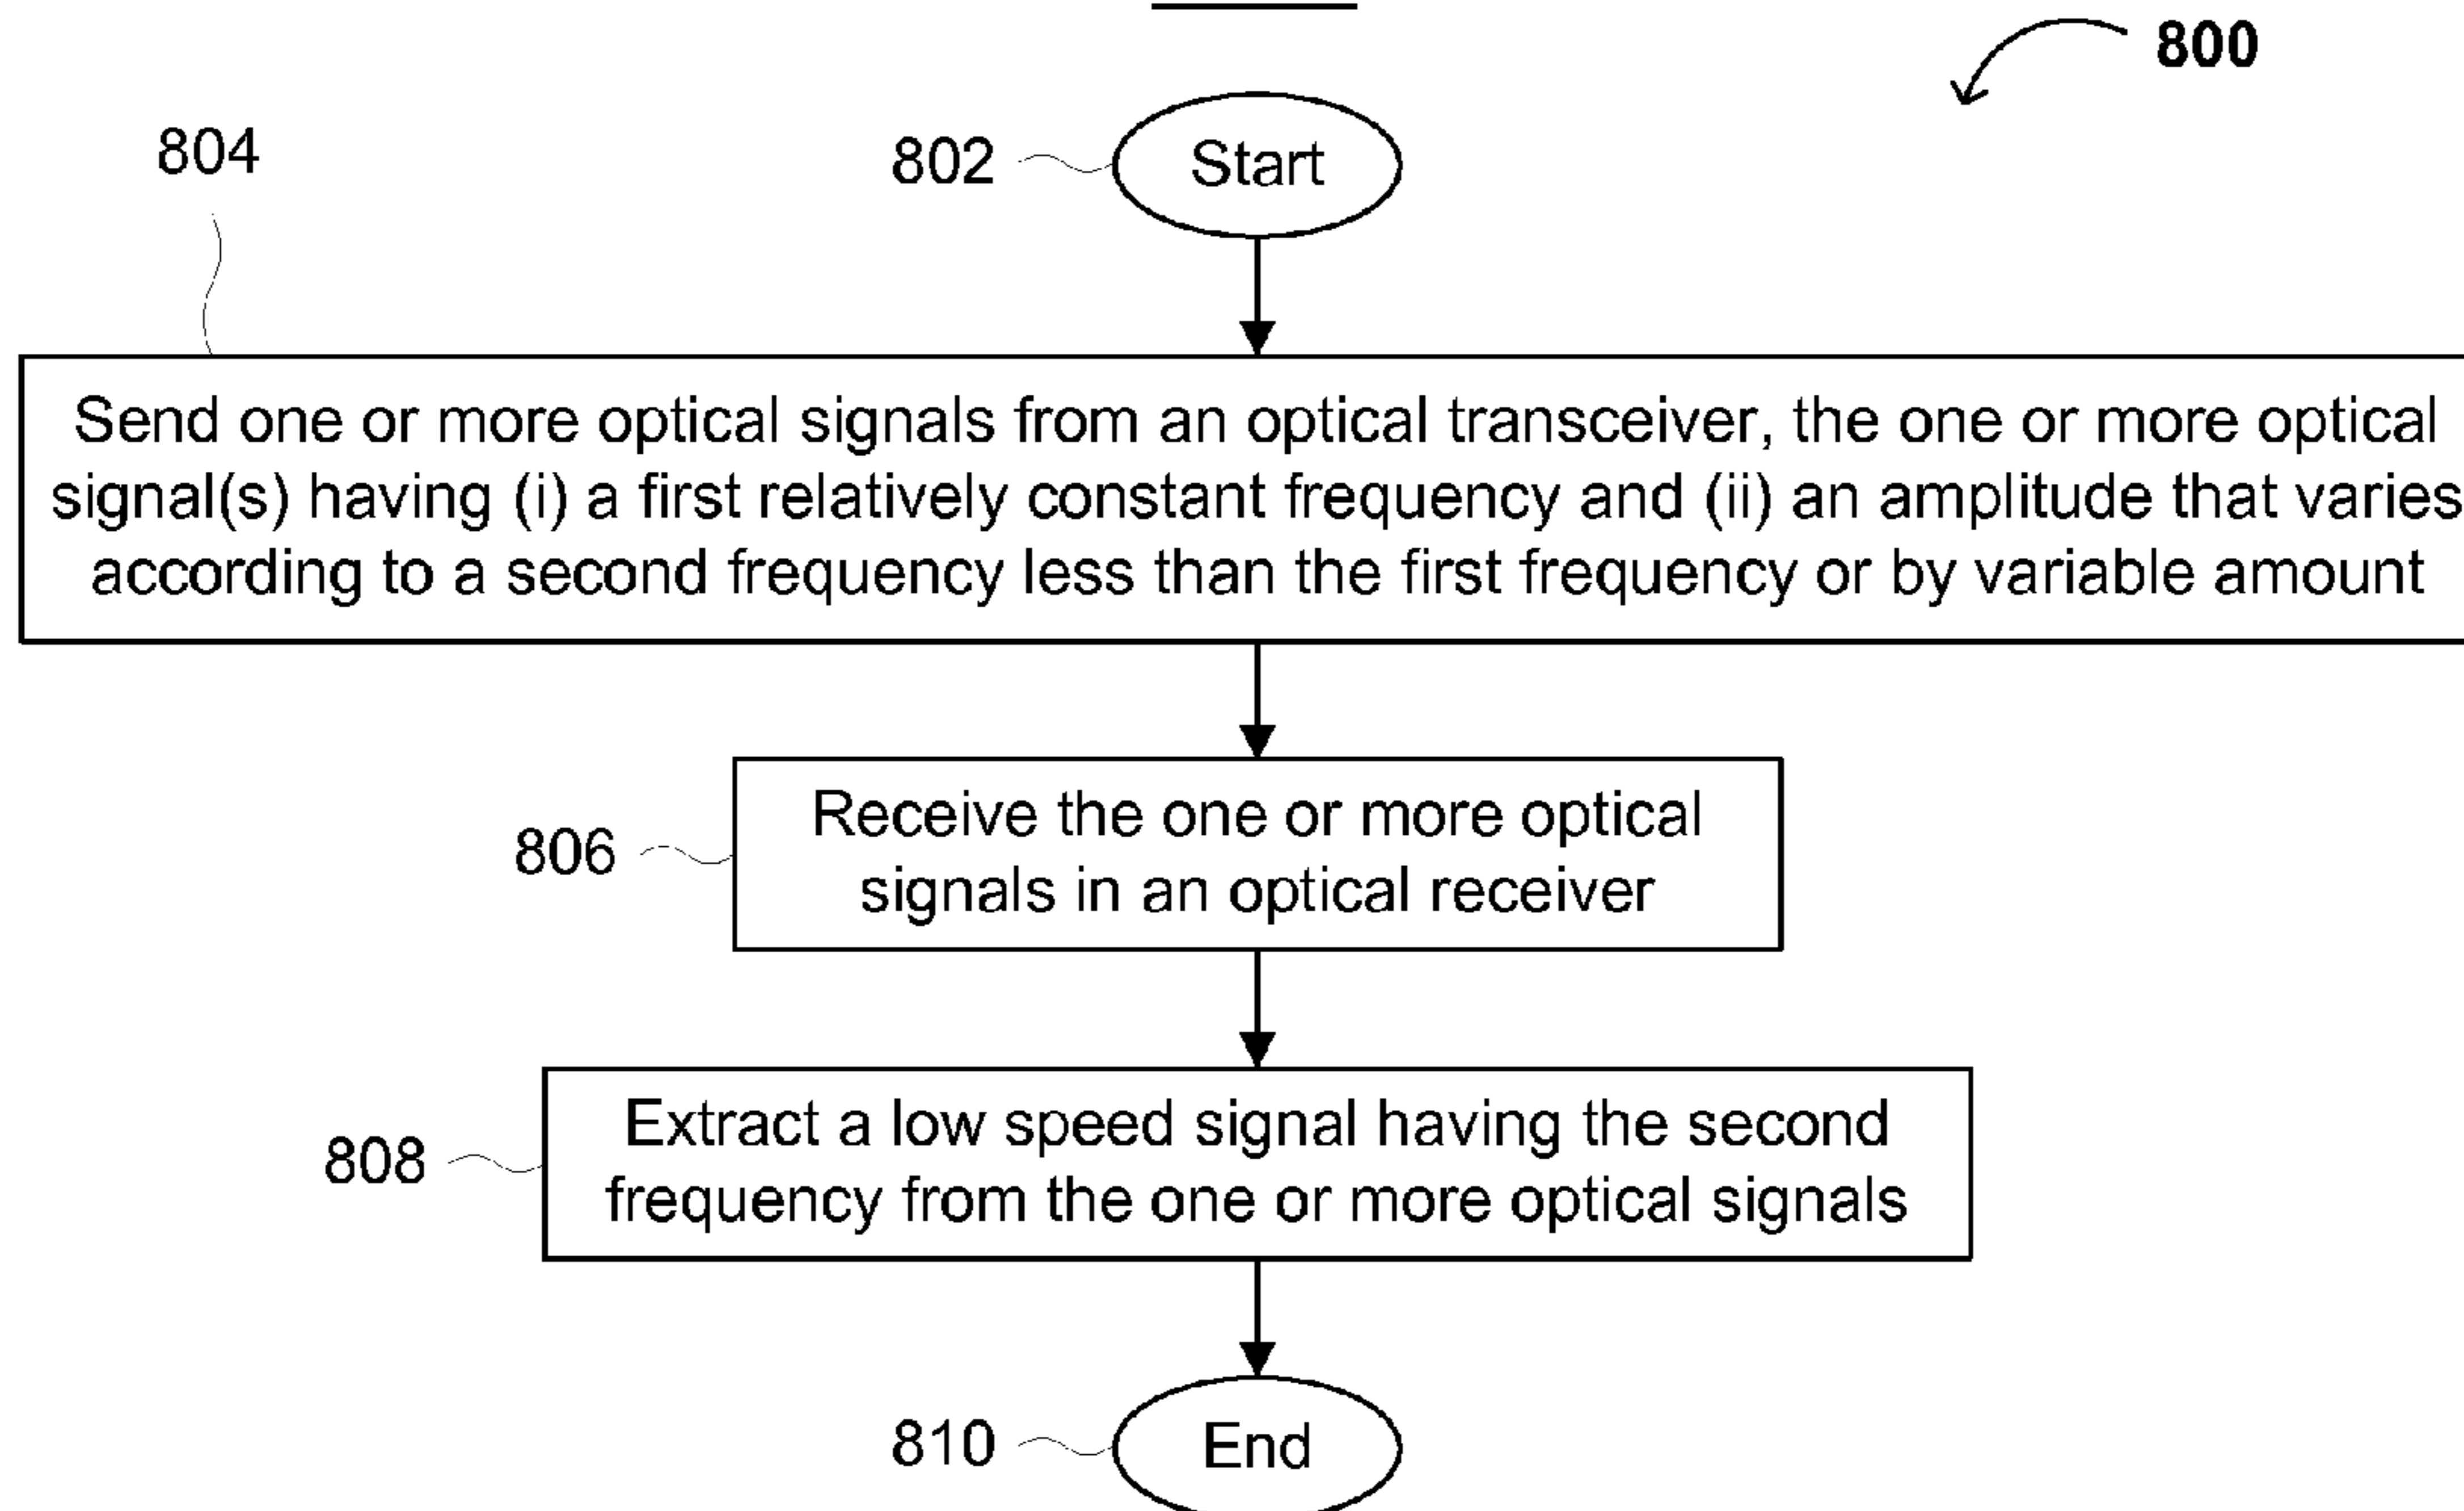 800
804
802
Start
Send one or more optical signals from an optical transceiver, the one or more optical
signal(s) having (i) a first relatively constant frequency and (ii) an amplitude that varies
according to a second frequency less than the first frequency or by variable amount
806
Receive the one or more optical
signals in an optical receiver
808
Extract a low speed signal having the second
frequency from the one or more optical signals
810
End